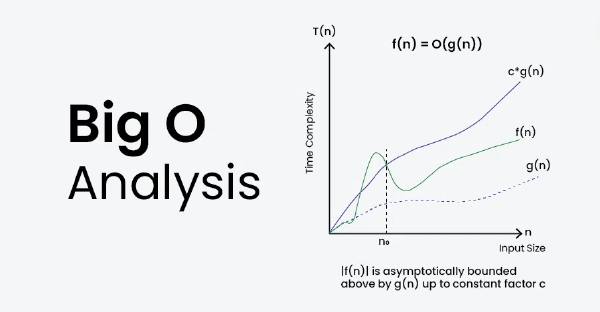 Big O
Analysis
T(n)
f(n) = O(g(n))
c*g(n)
f(n)
g(n)
Time Complexity
n₀
n
Input Size
|f(n)| is asymptotically bounded
above by g(n) up to constant factor c